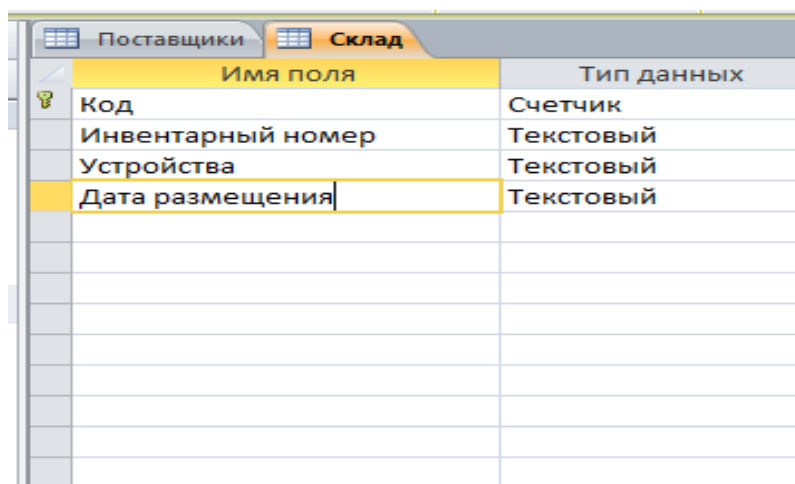 Поставщики Склад
Имя поля Тип данных
Код Счетчик
Инвентарный номер Текстовый
Устройства Текстовый
Дата размещения Текстовый